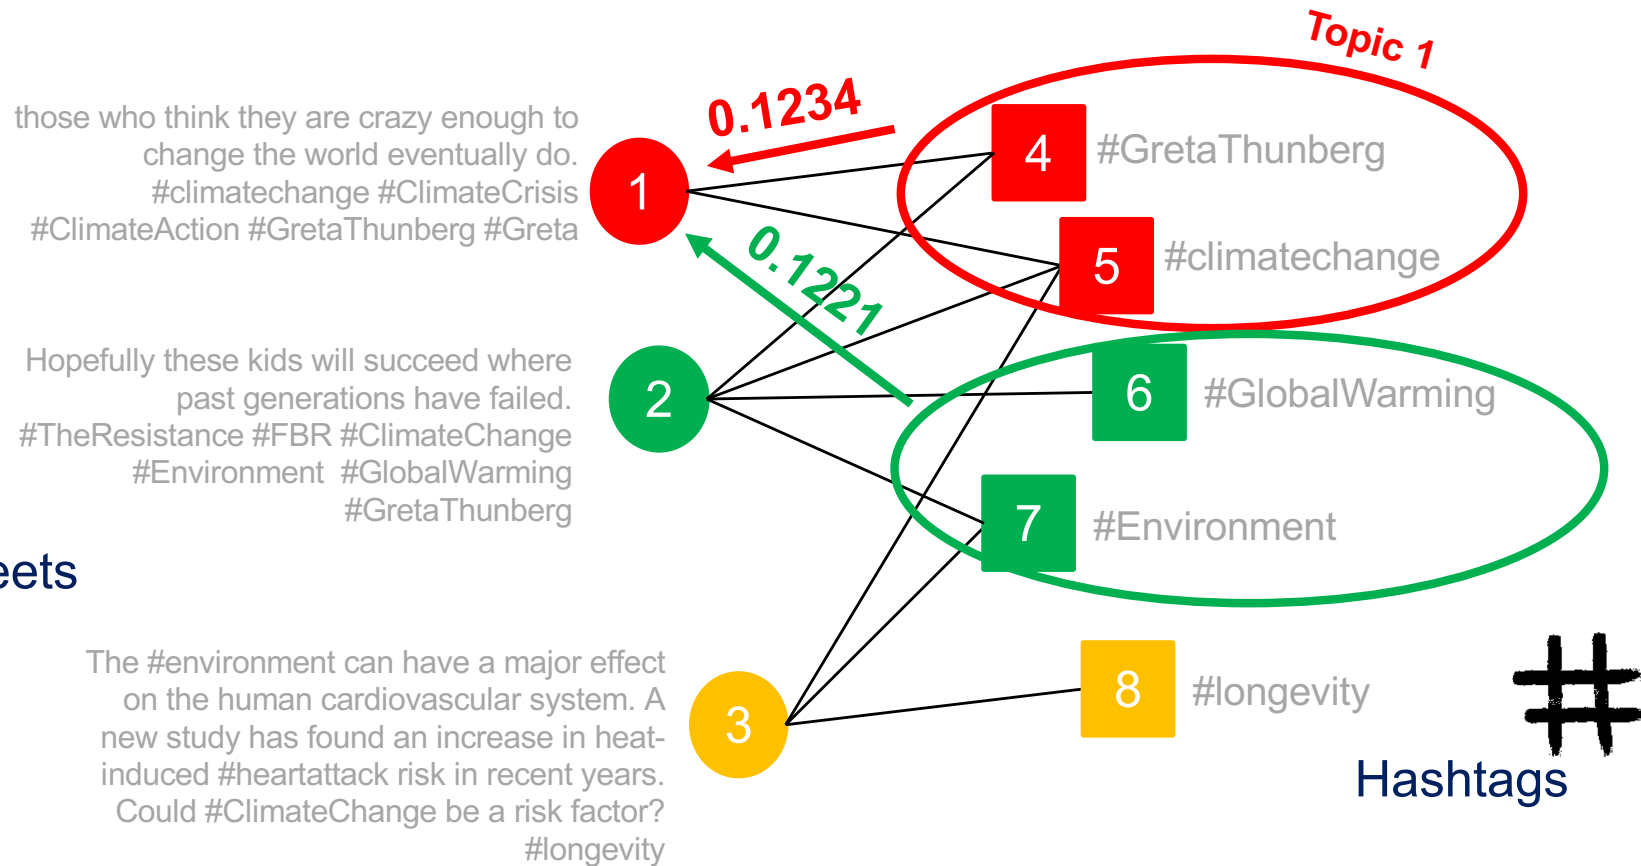 Topic 1
0.1234
those who think they are crazy enough to
change the world eventually do.
#climatechange #ClimateCrisis
#ClimateAction #GretaThunberg #Greta
1
4 #GretaThunberg
5 #climatechange
0.1221
Hopefully these kids will succeed where
past generations have failed.
#TheResistance #FBR #ClimateChange
#Environment #GlobalWarming
#GretaThunberg
2
6 #GlobalWarming
7 #Environment
eets
The #environment can have a major effect
on the human cardiovascular system. A
new study has found an increase in heat-
induced #heartattack risk in recent years.
Could #ClimateChange be a risk factor?
#longevity
3
8 #longevity
#
Hashtags